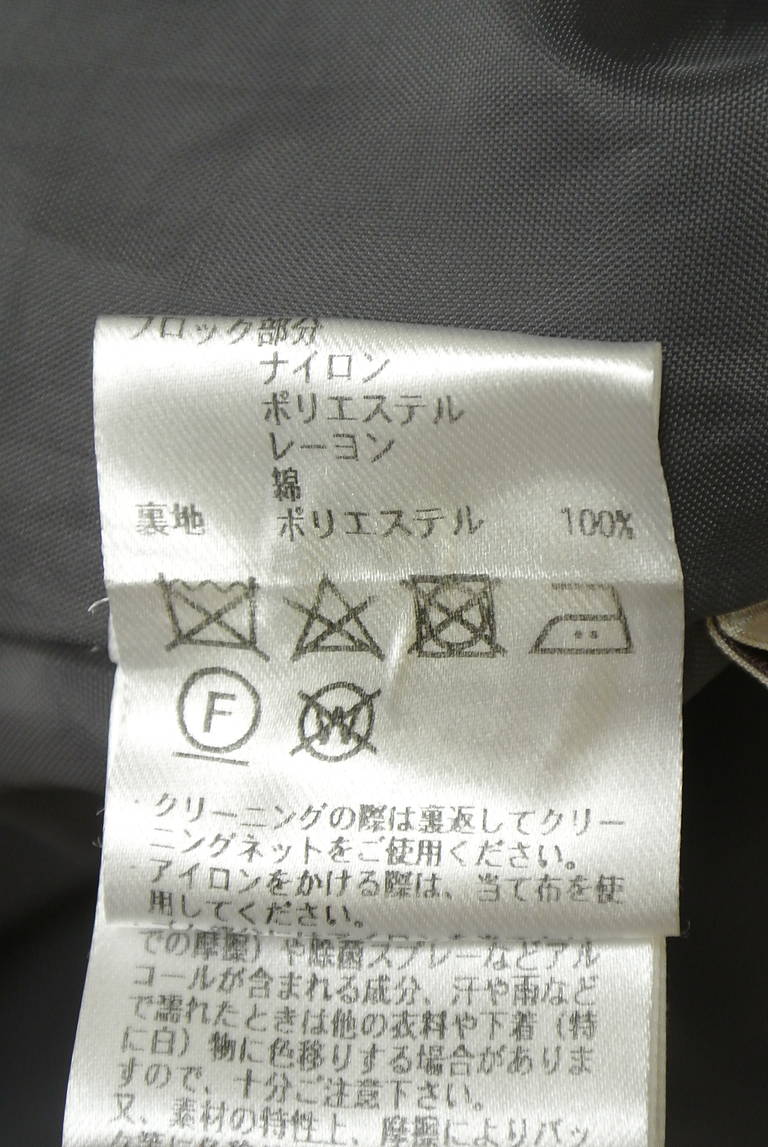 ブロック部分
ナイロン
ポリエステル
レーヨン
綿
裏地 ポリエステル 100%
F
W
・クリーニングの際は裏返してクリー
ニングネットをご使用ください。
・アイロンをかける際は、当て布を使
用してください。
での摩擦）や除菌スプレーなどアル
コールが含まれる成分、汗や雨など
で濡れたときは他の衣料や下着（特
に白）物に色移りする場合がありま
すので、十分ご注意下さい。
又、素材の特性上、摩擦によりバッ